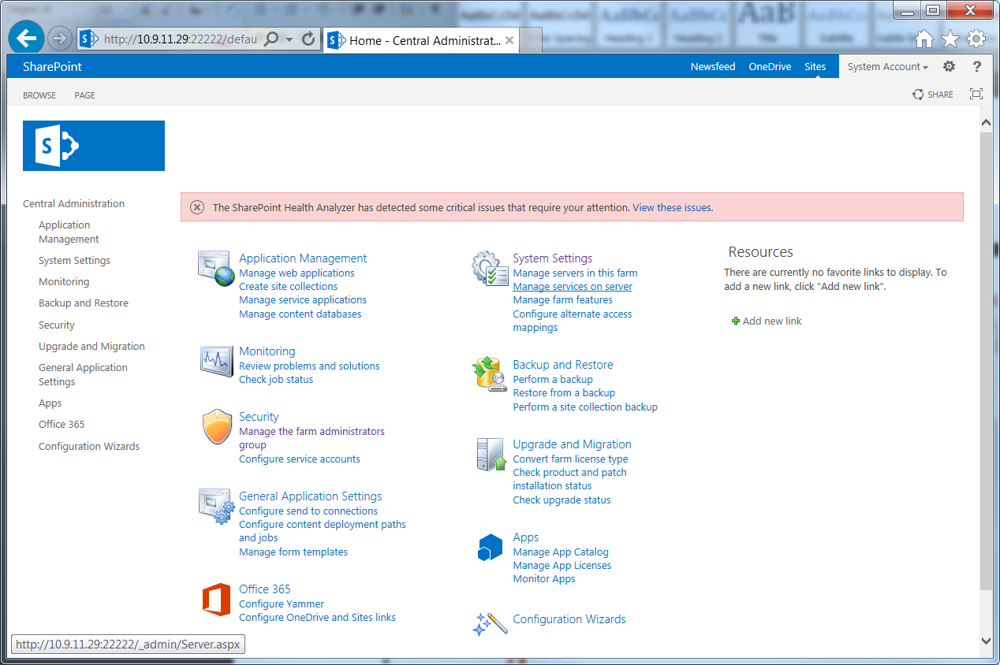 http://10.9.11.29:22222/defau
Home - Central Administrat...
SharePoint
Newsfeed
OneDrive
Sites
System Account
?
BROWSE
PAGE
SHARE
S
Central Administration
Application
Management
System Settings
Monitoring
Backup and Restore
Security
Upgrade and Migration
General Application
Settings
Apps
Office 365
Configuration Wizards
The SharePoint Health Analyzer has detected some critical issues that require your attention. View these issues.
Application Management
Manage web applications
Create site collections
Manage service applications
Manage content databases
Monitoring
Review problems and solutions
Check job status
Security
Manage the farm administrators
group
Configure service accounts
General Application Settings
Configure send to connections
Configure content deployment paths
and jobs
Manage form templates
Office 365
Configure Yammer
Configure OneDrive and Sites links
System Settings
Manage servers in this farm
Manage services on server
Manage farm features
Configure alternate access
mappings
Backup and Restore
Perform a backup
Restore from a backup
Perform a site collection backup
Upgrade and Migration
Convert farm license type
Check product and patch
installation status
Check upgrade status
Apps
Manage App Catalog
Manage App Licenses
Monitor Apps
Configuration Wizards
Resources
There are currently no favorite links to display. To
add a new link, click "Add new link".
Add new link
http://10.9.11.29:22222/_admin/Server.aspx